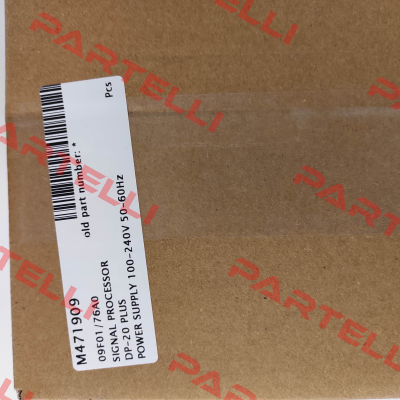 M471909
old part number: *
Pcs
09F01/76A0
SIGNAL PROCESSOR
DP-20 PLUS
POWER SUPPLY 100-240V 50-60Hz
PARTELLI
PARTELLI
PARTELLI
PARTELLI
PARTELLI